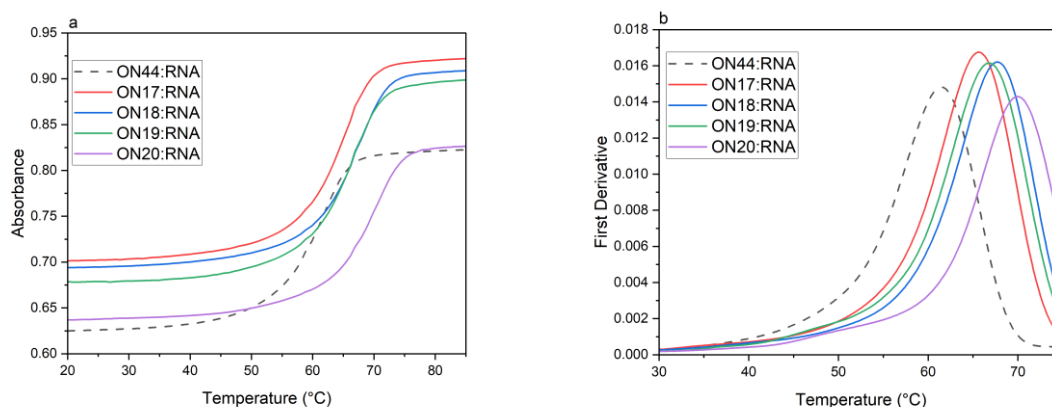 a
0.95
0.90
0.85
0.80
0.75
0.70
0.65
0.60
Absorbance
ON44:RNA
ON17:RNA
ON18:RNA
ON19:RNA
ON20:RNA
20 30 40 50 60 70 80
Temperature (°C)
b
0.018
0.016
0.014
0.012
0.010
0.008
0.006
0.004
0.002
0.000
First Derivative
ON44:RNA
ON17:RNA
ON18:RNA
ON19:RNA
ON20:RNA
30 40 50 60 70
Temperature (°C)